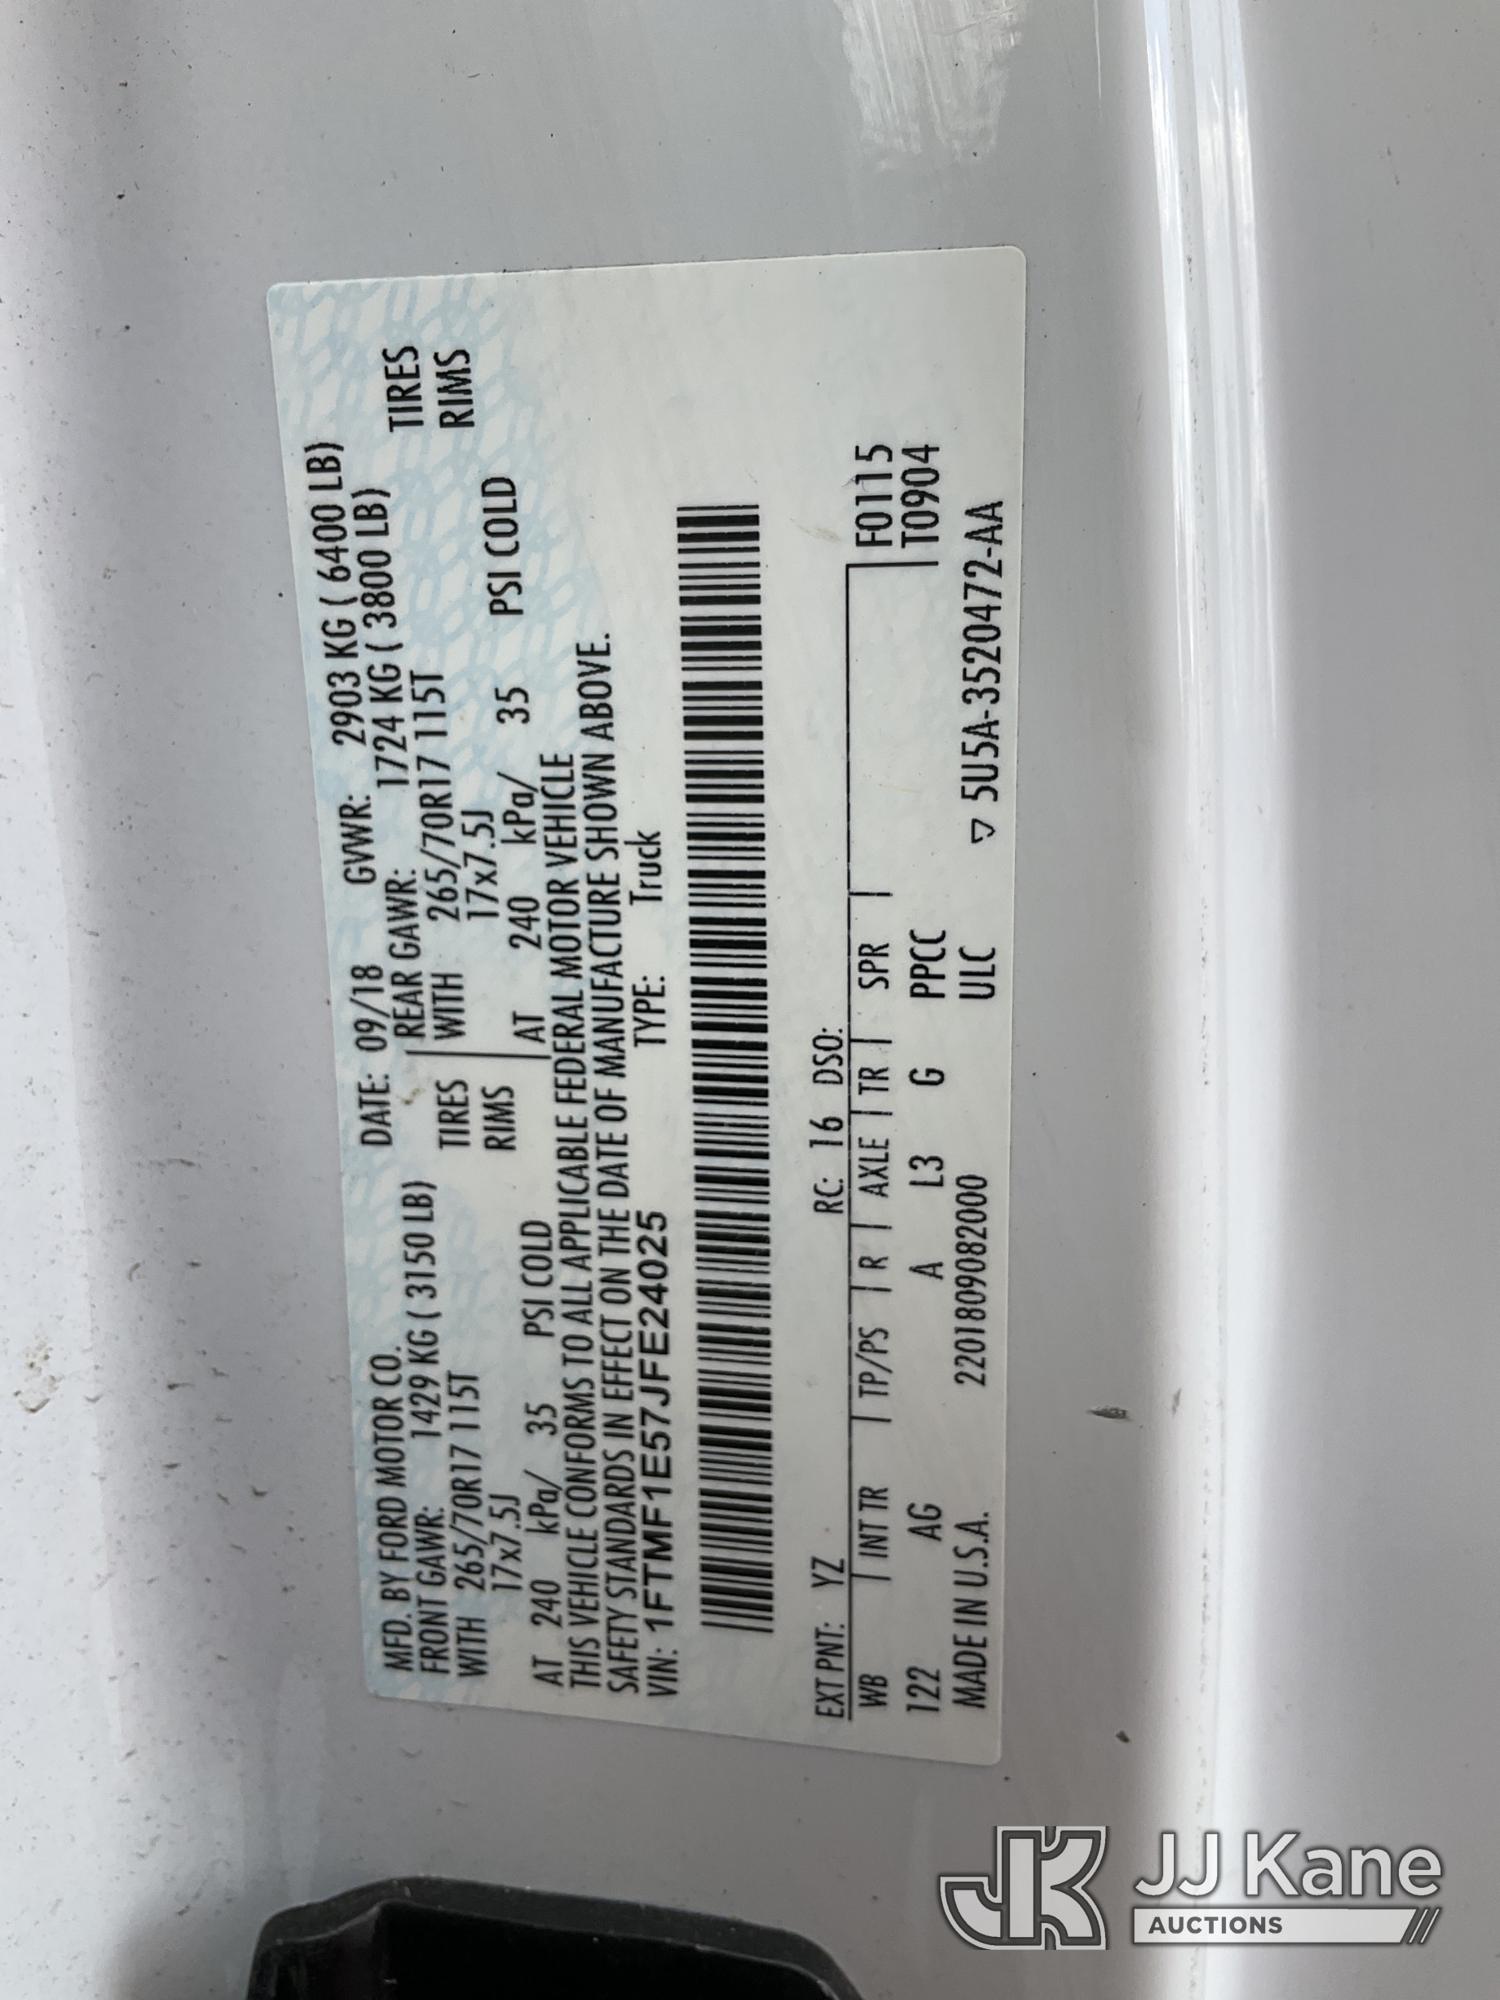 MFD. BY FORD MOTOR CO.
DATE: 09/18 GVWR: 2903 KG ( 6400 LB)
FRONT GAWR: 1429 KG ( 3150 LB) REAR GAWR: 1724 KG ( 3800 LB)
WITH 265/70R17 115T TIRES WITH 265/70R17 115T TIRES
17x7.5J RIMS 17x7.5J RIMS
AT 240 kPa/ 35 PSI COLD AT 240 kPa/ 35 PSI COLD
THIS VEHICLE CONFORMS TO ALL APPLICABLE FEDERAL MOTOR VEHICLE
SAFETY STANDARDS IN EFFECT ON THE DATE OF MANUFACTURE SHOWN ABOVE.
VIN: 1FTMF1E57JFE24025 TYPE: Truck
EXT PNT: YZ RC: 16 DSO:
WB INT TR TP/PS R AXLE TR SPR F0115
122 AG A L3 G PPCC T0904
MADE IN U.S.A. 2201809082000 ULC ▽ 5U5A-3520472-AA
JK JJ Kane
AUCTIONS